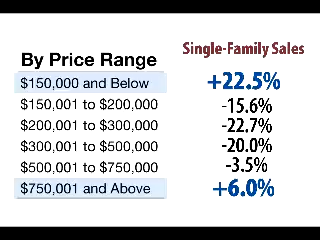 Single-Family Sales
By Price Range
$150,000 and Below +22.5%
$150,001 to $200,000 -15.6%
$200,001 to $300,000 -22.7%
$300,001 to $500,000 -20.0%
$500,001 to $750,000 -3.5%
$750,001 and Above +6.0%